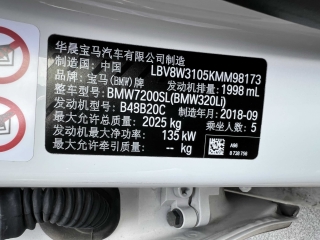 华晨宝马汽车有限公司制造
制造国: 中国 LBV8W3105KMM98173
品牌: 宝马(BMW)牌 发动机排量: 1998 mL
整车型号: BMW7200SL(BMW320Li)
发动机型号: B48B20C 制造年月: 2018-09
最大允许总质量: 2025 kg 乘坐人数: 5
发动机最大净功率: 135 kW
最大允许牵引质量: -- kg